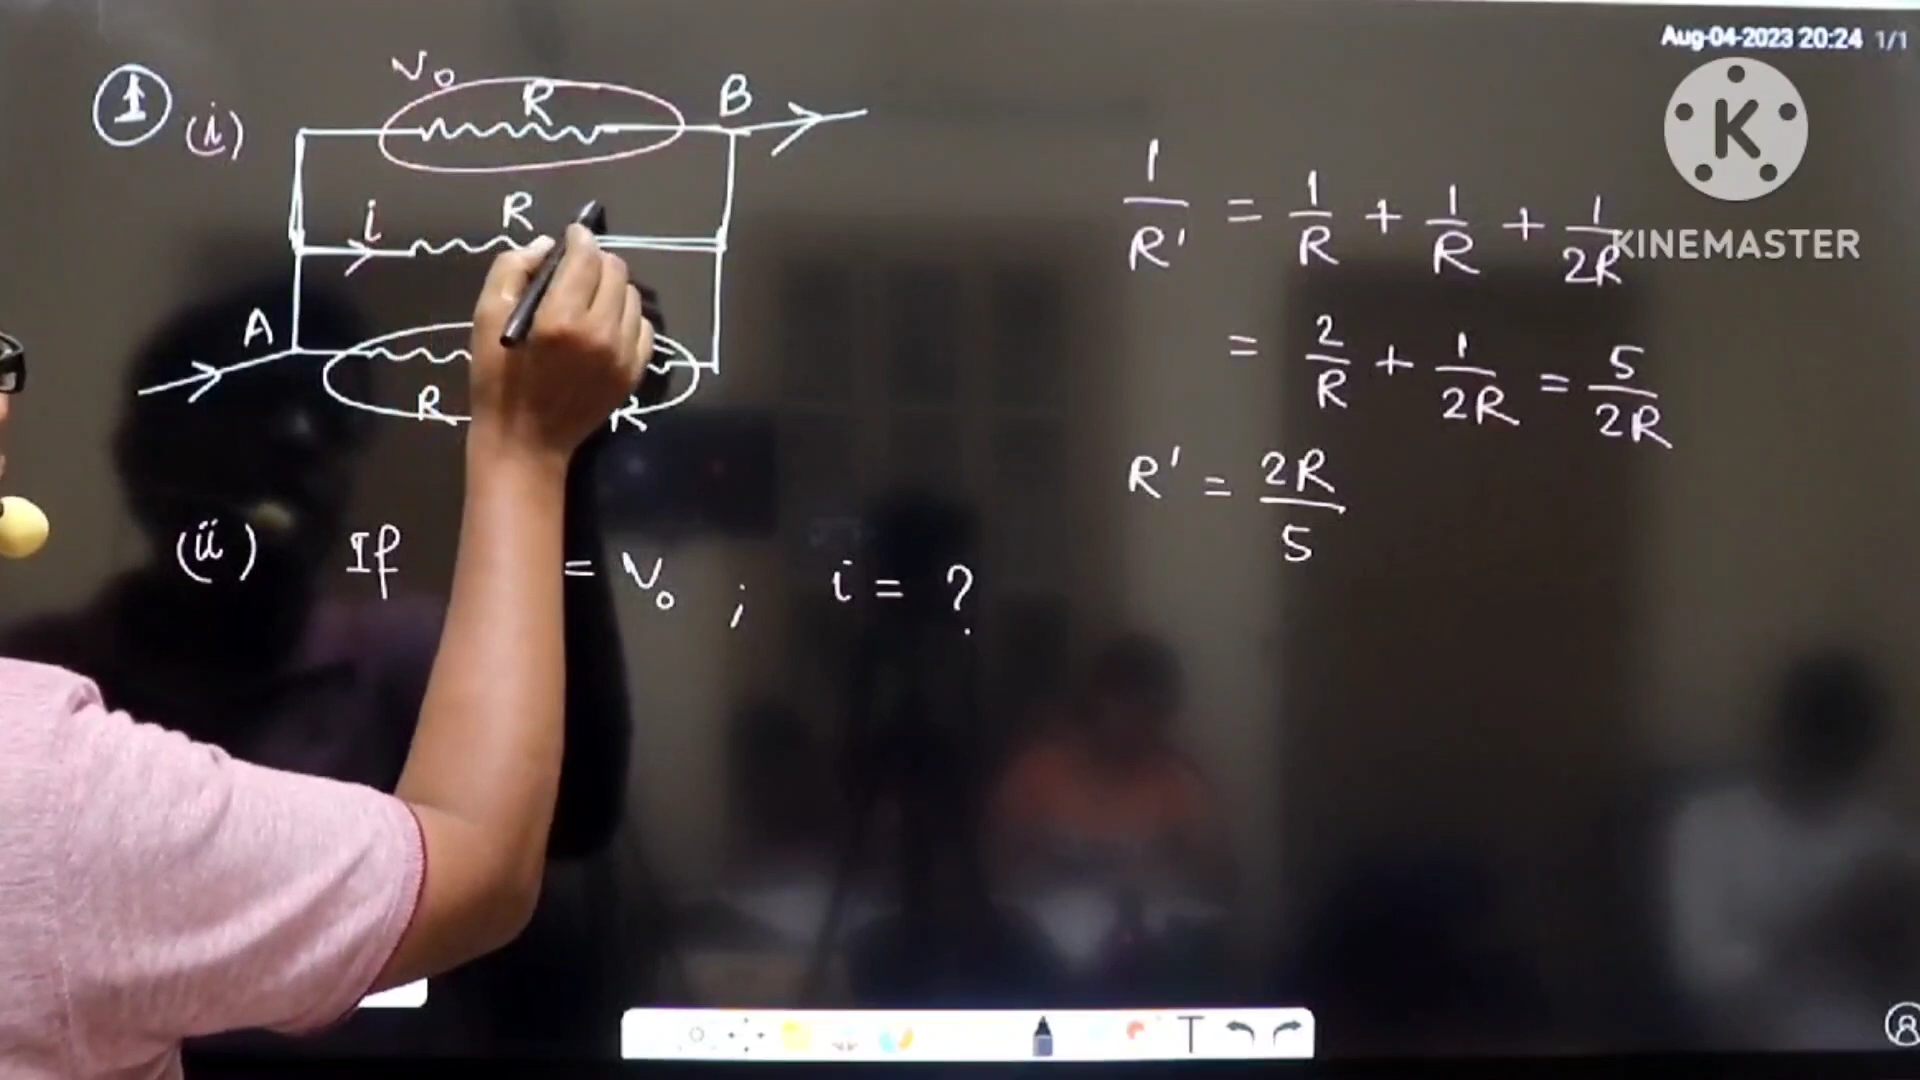 Aug-04-2023 20:24 1/1
K
KINEMASTER
1 (i)
V₀
R
B
i
R
A
R
R
(ii) If = V₀ ; i = ?
1/R' = 1/R + 1/R + 1/2R
= 2/R + 1/2R = 5/2R
R' = 2R/5
T